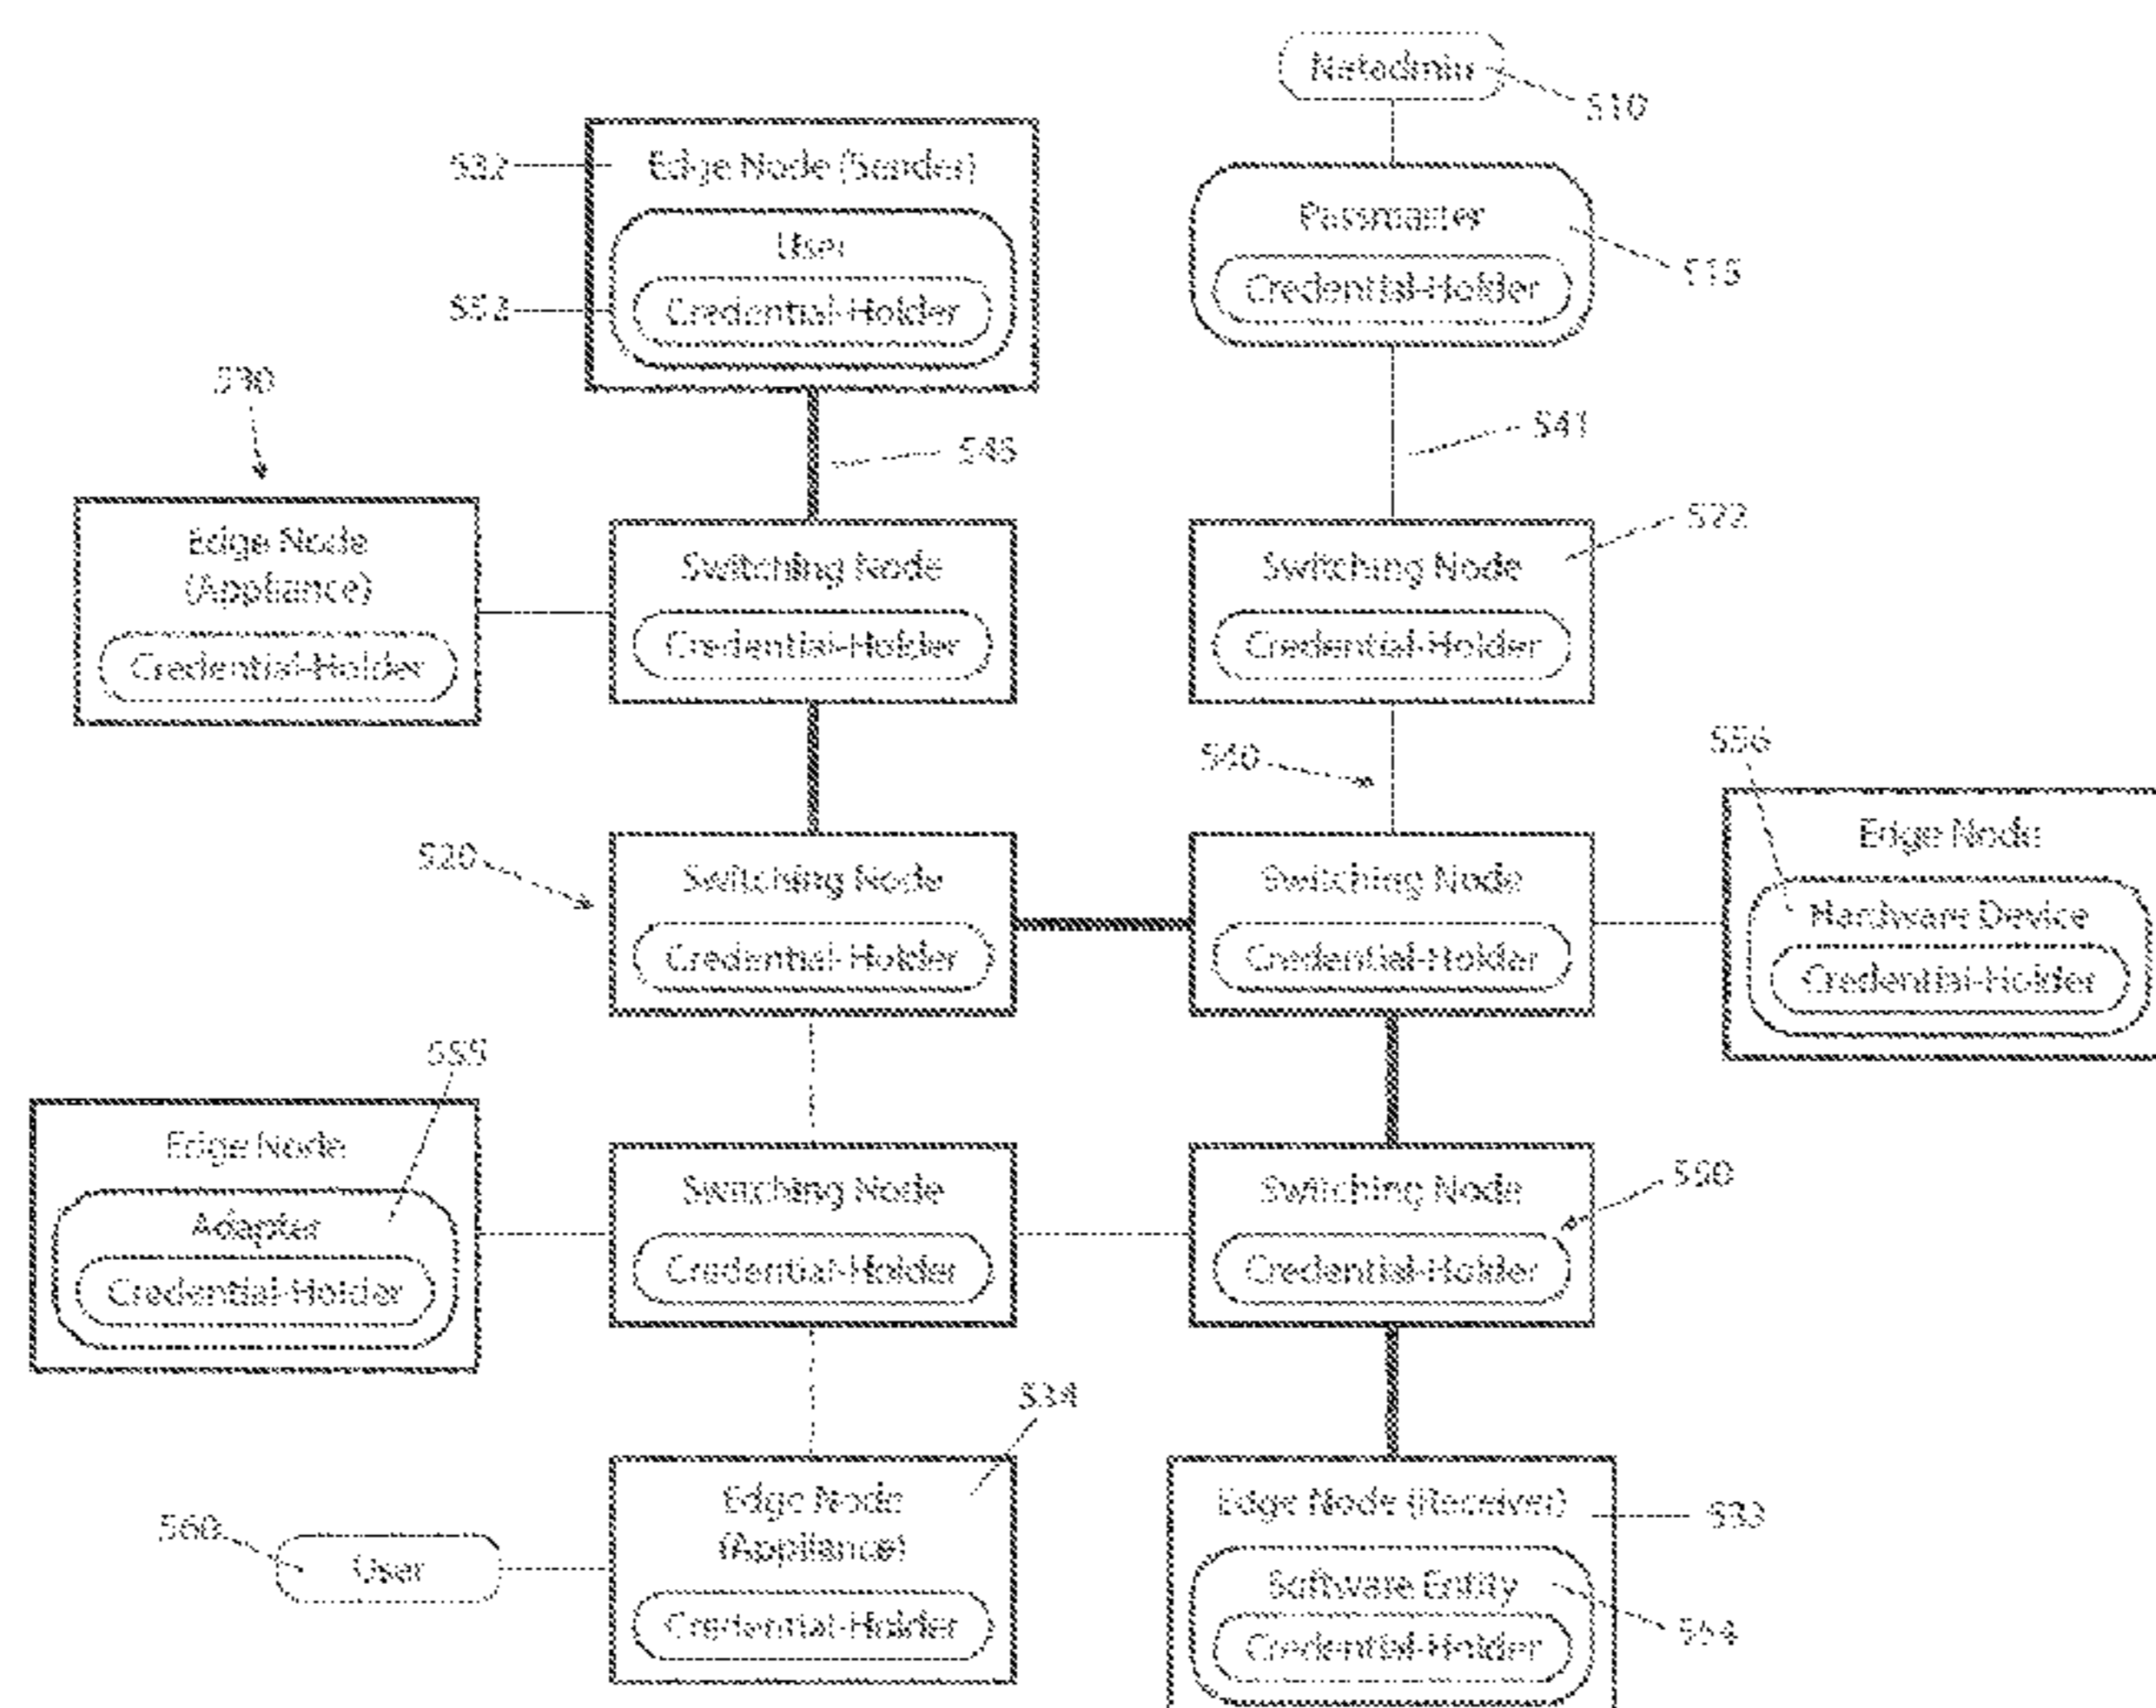 Netadmin
510
532
Edge Node (Sender)
User
Credential-Holder
552
Passmarter
Credential-Holder
515
530
545
541
Edge Node
(Appliance)
Credential-Holder
Switching Node
Credential-Holder
Switching Node
Credential-Holder
522
540
556
520
Switching Node
Credential-Holder
Switching Node
Credential-Holder
Edge Node
Hardware Device
Credential-Holder
555
Edge Node
Adapter
Credential-Holder
Switching Node
Credential-Holder
Switching Node
Credential-Holder
550
534
560
User
Edge Node
(Appliance)
Credential-Holder
Edge Node (Receiver)
533
Software Entity
Credential-Holder
554